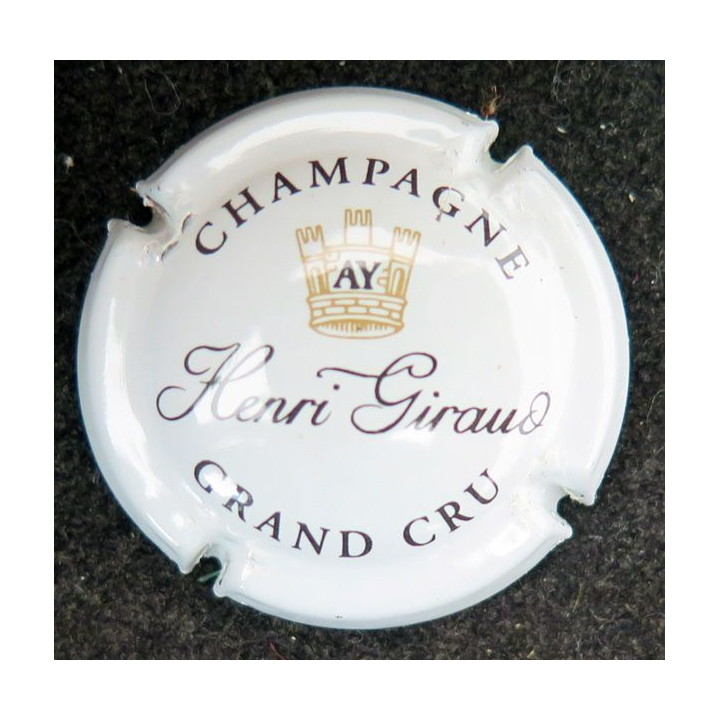 CHAMPAGNE
AY
Henri Giraud
GRAND CRU